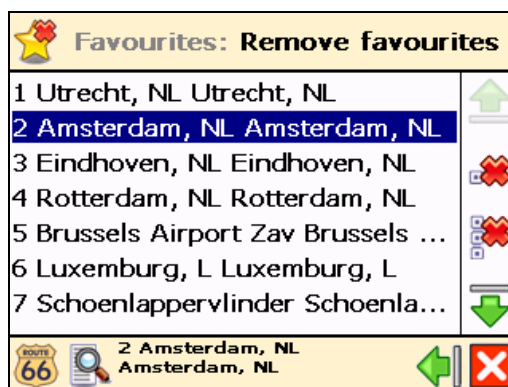 Favourites: Remove favourites
1 Utrecht, NL Utrecht, NL
2 Amsterdam, NL Amsterdam, NL
3 Eindhoven, NL Eindhoven, NL
4 Rotterdam, NL Rotterdam, NL
5 Brussels Airport Zav Brussels ...
6 Luxemburg, L Luxemburg, L
7 Schoenlappervlinder Schoenla...
ROUTE
66
2 Amsterdam, NL
Amsterdam, NL